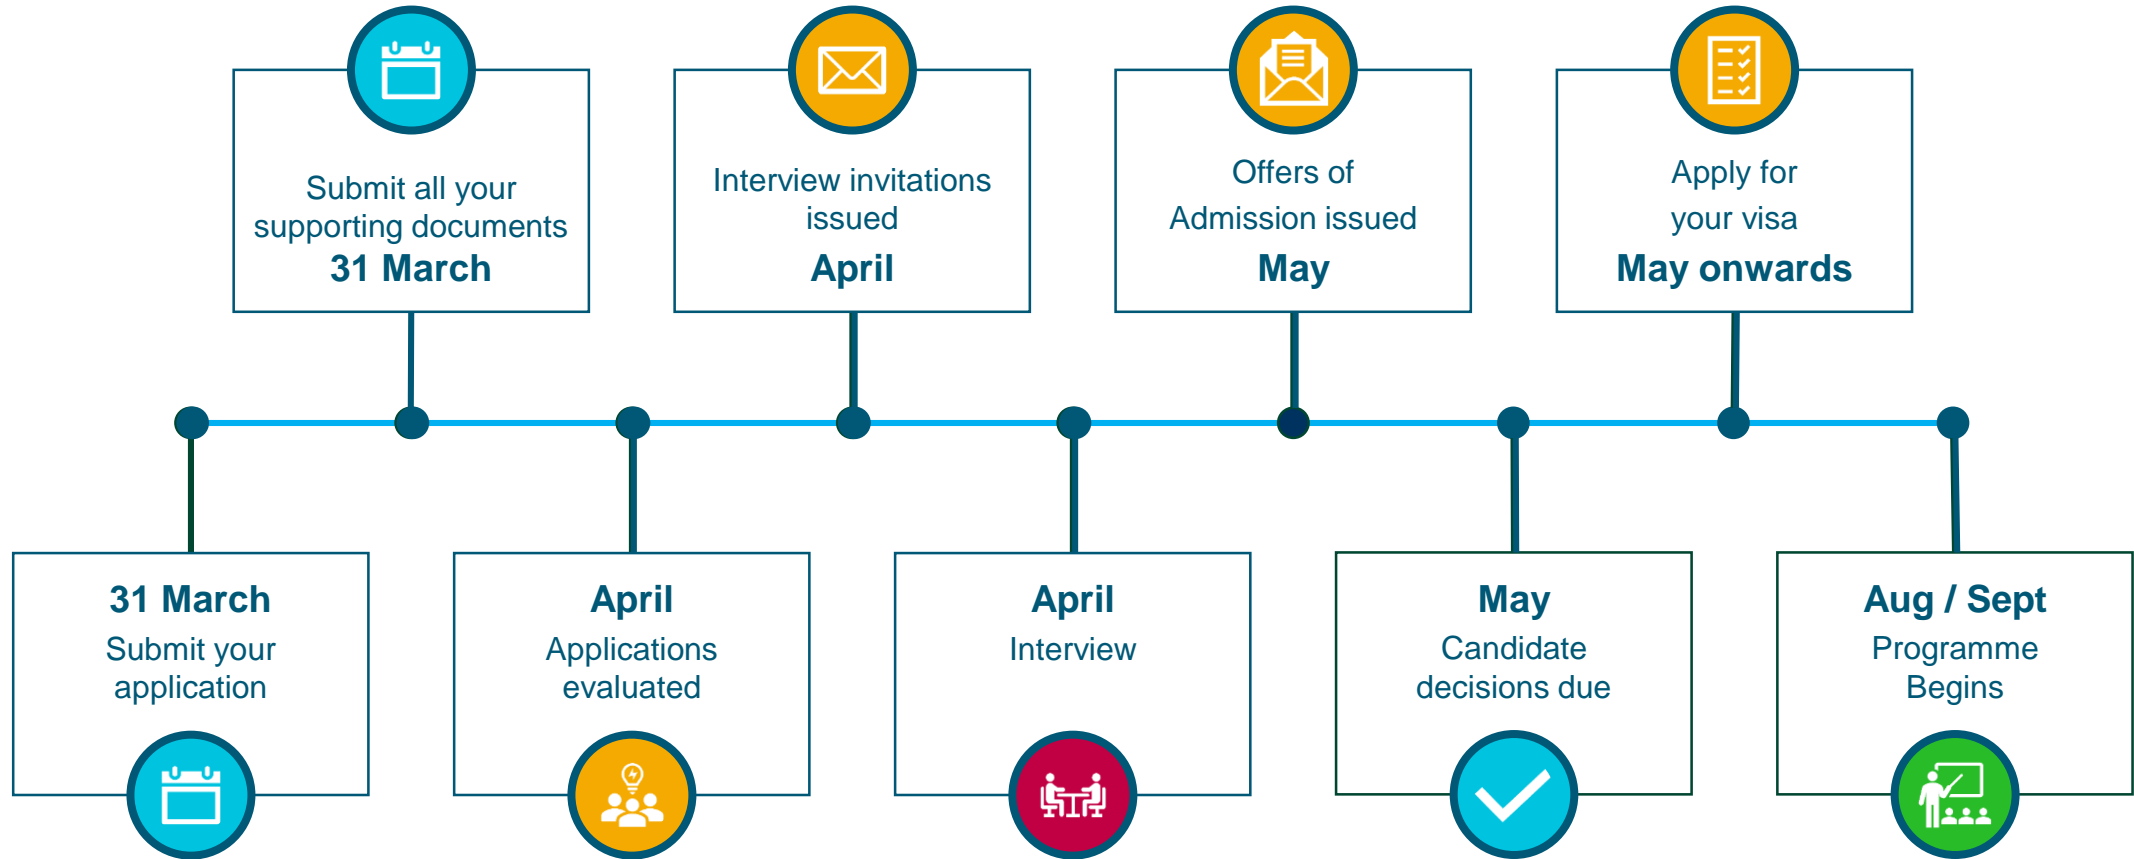 Submit all your
supporting documents
31 March
Interview invitations
issued
April
Offers of
Admission issued
May
Apply for
your visa
May onwards
31 March
Submit your
application
April
Applications
evaluated
April
Interview
May
Candidate
decisions due
Aug / Sept
Programme
Begins